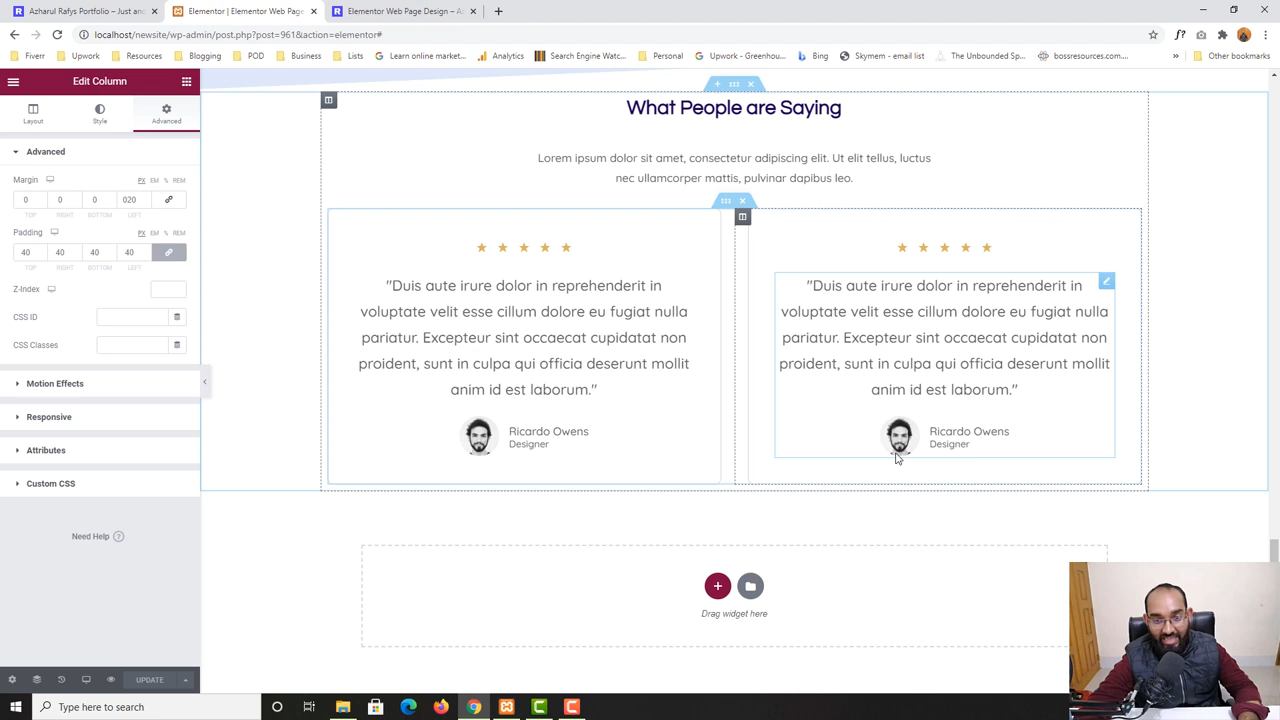 Azharul Rafys Portfolio – Just anc
Elementor | Elementor Web Page
Elementor Web Page Design – As
localhost/newsite/wp-admin/post.php?post=961&action=elementor#
Fiverr
Upwork
Resources
Blogging
POD
Business
Lists
Learn online market...
Analytics
Search Engine Watc...
Personal
Upwork - Greenhou...
Bing
Skymem - email list
The Unbounded Sp...
bossresources.com...
»
Other bookmarks
Edit Column
Layout
Style
Advanced
Advanced
Margin
PX EM % REM
0 0 0 020
TOP RIGHT BOTTOM LEFT
Padding
PX EM % REM
40 40 40 40
TOP RIGHT BOTTOM LEFT
Z-Index
CSS ID
CSS Classes
Motion Effects
Responsive
Attributes
Custom CSS
Need Help
UPDATE
What People are Saying
Lorem ipsum dolor sit amet, consectetur adipiscing elit. Ut elit tellus, luctus
nec ullamcorper mattis, pulvinar dapibus leo.
"Duis aute irure dolor in reprehenderit in
voluptate velit esse cillum dolore eu fugiat nulla
pariatur. Excepteur sint occaecat cupidatat non
proident, sunt in culpa qui officia deserunt mollit
anim id est laborum."
Ricardo Owens
Designer
"Duis aute irure dolor in reprehenderit in
voluptate velit esse cillum dolore eu fugiat nulla
pariatur. Excepteur sint occaecat cupidatat non
proident, sunt in culpa qui officia deserunt mollit
anim id est laborum."
Ricardo Owens
Designer
Drag widget here
Type here to search